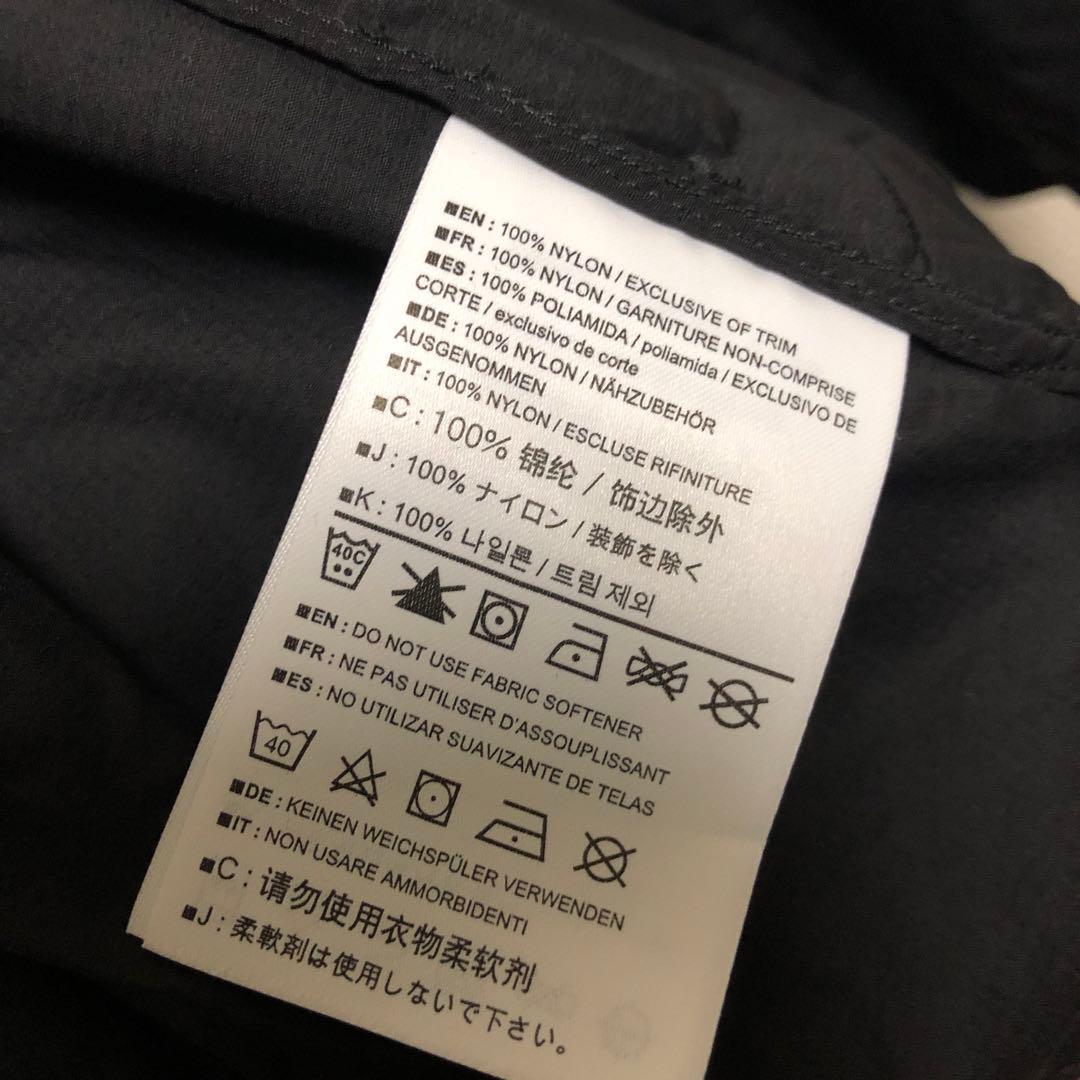 EN : 100% NYLON / EXCLUSIVE OF TRIM
FR : 100% NYLON / GARNITURE NON-COMPRISE
ES : 100% POLIAMIDA / poliamida / EXCLUSIVO DE
CORTE / exclusivo de corte
DE : 100% NYLON / NÄHZUBEHÖR
AUSGENOMMEN
IT : 100% NYLON / ESCLUSE RIFINITURE
C : 100% 锦纶 / 饰边除外
J : 100% ナイロン / 装飾を除く
K : 100% 나일론 / 트림 제외
40C
EN : DO NOT USE FABRIC SOFTENER
FR : NE PAS UTILISER D'ASSOUPLISSANT
ES : NO UTILIZAR SUAVIZANTE DE TELAS
40
DE : KEINEN WEICHSPÜLER VERWENDEN
IT : NON USARE AMMORBIDENTI
C : 请勿使用衣物柔软剂
J : 柔軟剤は使用しないで下さい。